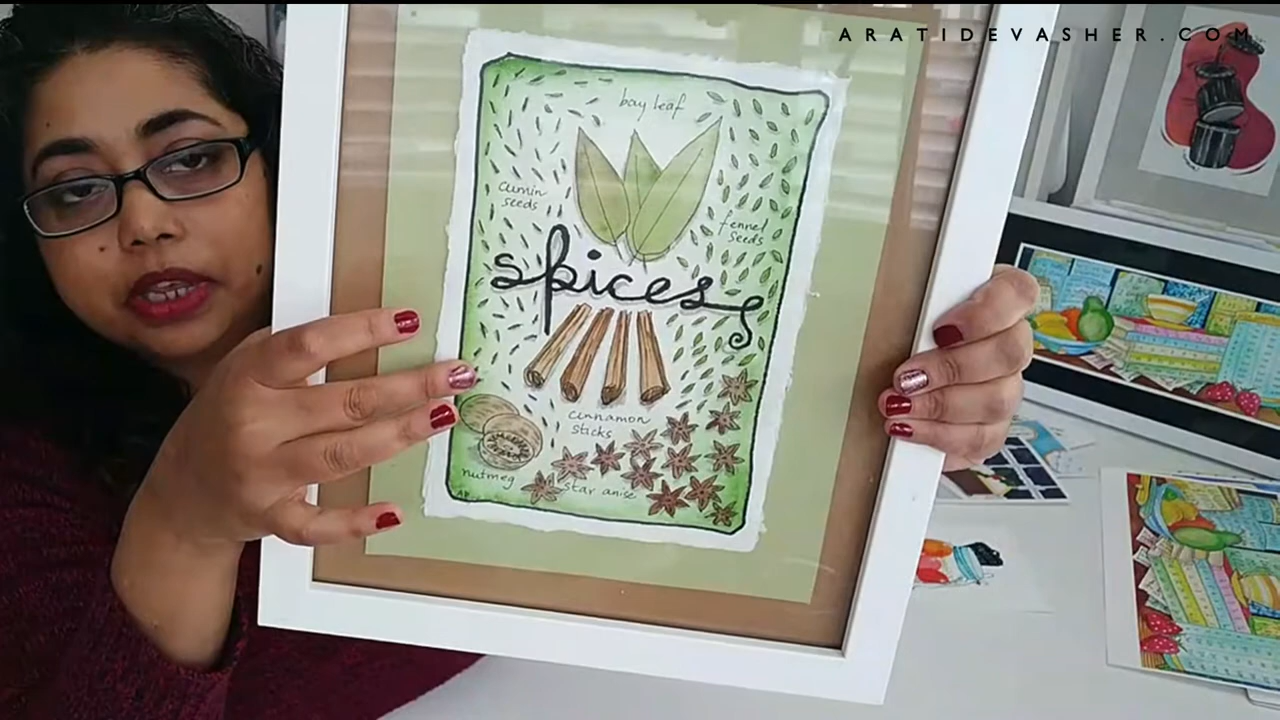 ARATIDEVASHER.COM
bay leaf
cumin
seeds
fennel
seeds
spices
cinnamon
sticks
nutmeg
star anise